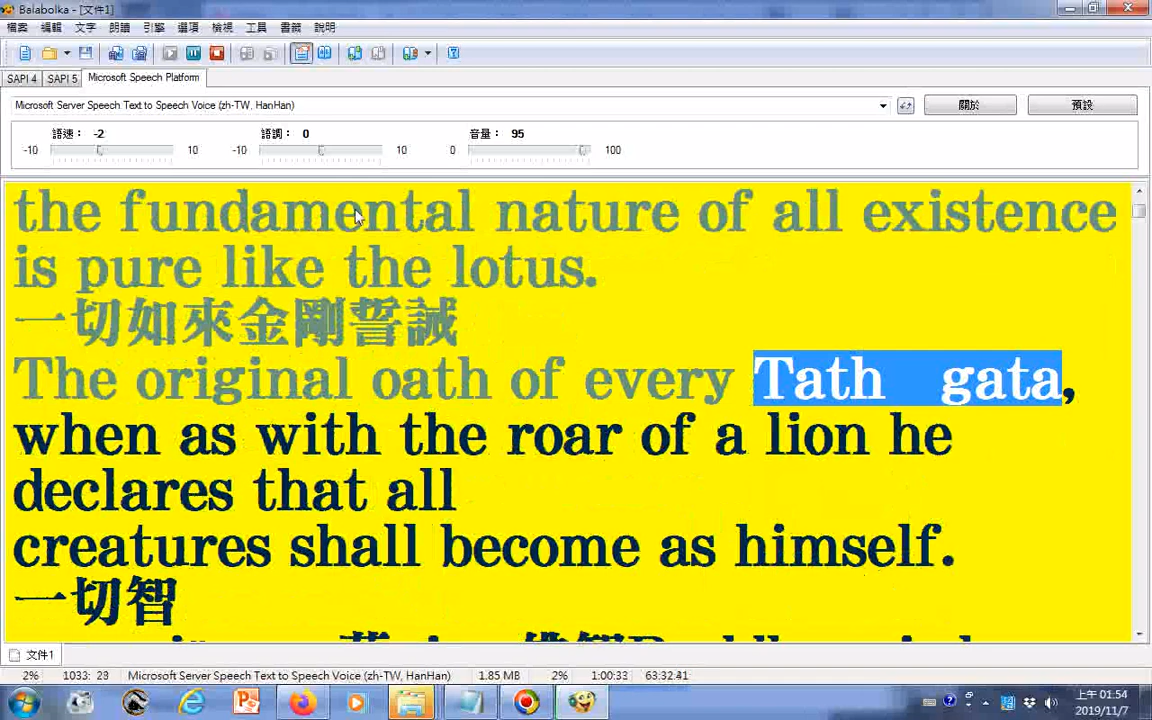 Balabolka - [文件1]
檔案 編輯 文字 朗讀 引擎 選項 檢視 工具 書籤 說明
SAPI 4 SAPI 5 Microsoft Speech Platform
Microsoft Server Speech Text to Speech Voice (zh-TW, HanHan)
關於 預設
語速： -2 語調： 0 音量： 95
-10 10 -10 10 0 100
the fundamental nature of all existence
is pure like the lotus.
一切如來金剛誓誡
The original oath of every Tath gata,
when as with the roar of a lion he
declares that all
creatures shall become as himself.
一切智
文件1
2% 1033: 23 Microsoft Server Speech Text to Speech Voice (zh-TW, HanHan) 1.85 MB 2% 1:00:33 63:32:41
上午 01:54
2019/11/7